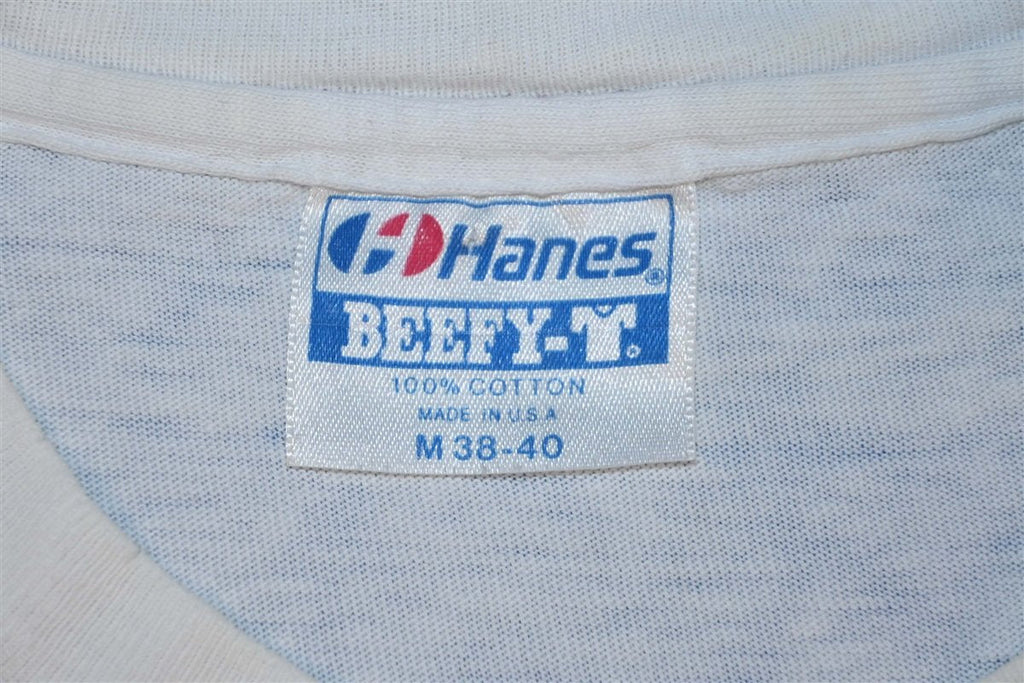 Hanes®
BEEFY-T®
100% COTTON
MADE IN U.S.A
M 38-40